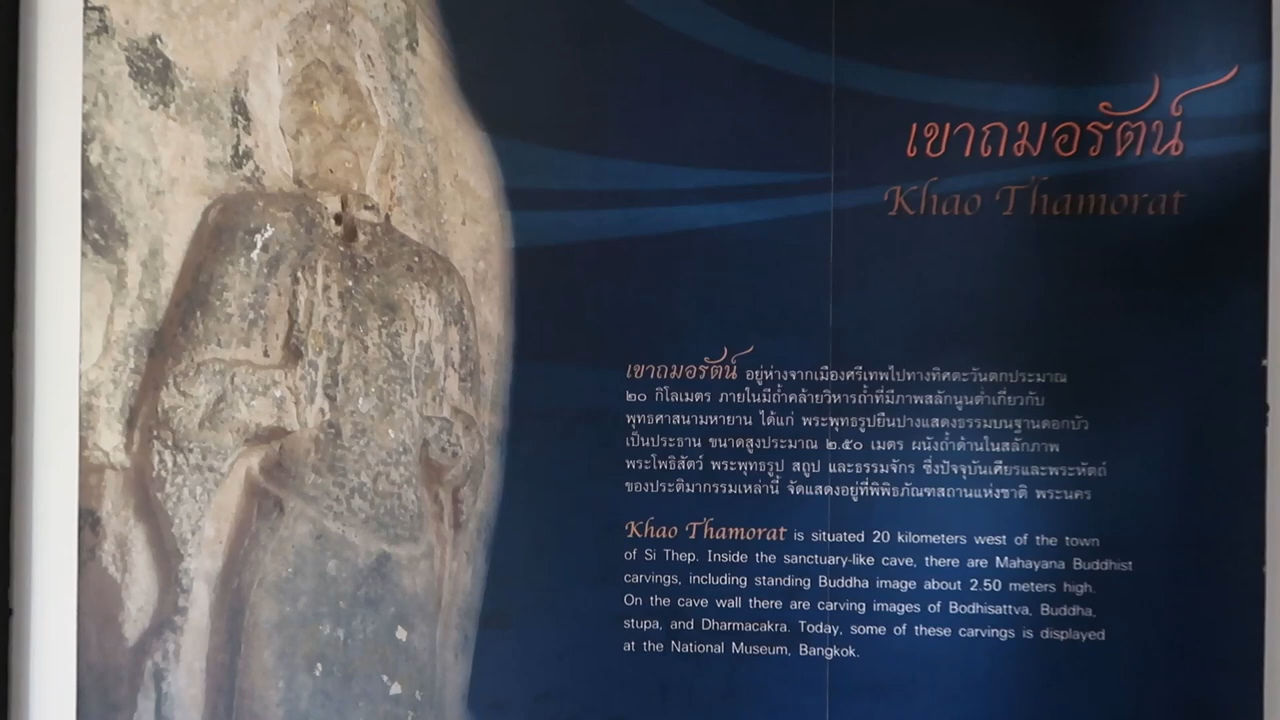 เขาถมอรัตน์
Khao Thamorat
เขาถมอรัตน์ อยู่ห่างจากเมืองศรีเทพไปทางทิศตะวันตกประมาณ
๒๐ กิโลเมตร ภายในมีถ้ำคล้ายวิหารถ้ำที่มีภาพสลักนูนต่ำเกี่ยวกับ
พุทธศาสนามหายาน ได้แก่ พระพุทธรูปยืนปางแสดงธรรมบนฐานดอกบัว
เป็นประธาน ขนาดสูงประมาณ ๒.๕๐ เมตร ผนังถ้ำด้านในสลักภาพ
พระโพธิสัตว์ พระพุทธรูป สถูป และธรรมจักร ซึ่งปัจจุบันเศียรและพระหัตถ์
ของประติมากรรมเหล่านี้ จัดแสดงอยู่ที่พิพิธภัณฑสถานแห่งชาติ พระนคร
Khao Thamorat is situated 20 kilometers west of the town
of Si Thep. Inside the sanctuary-like cave, there are Mahayana Buddhist
carvings, including standing Buddha image about 2.50 meters high.
On the cave wall there are carving images of Bodhisattva, Buddha,
stupa, and Dharmacakra. Today, some of these carvings is displayed
at the National Museum, Bangkok.